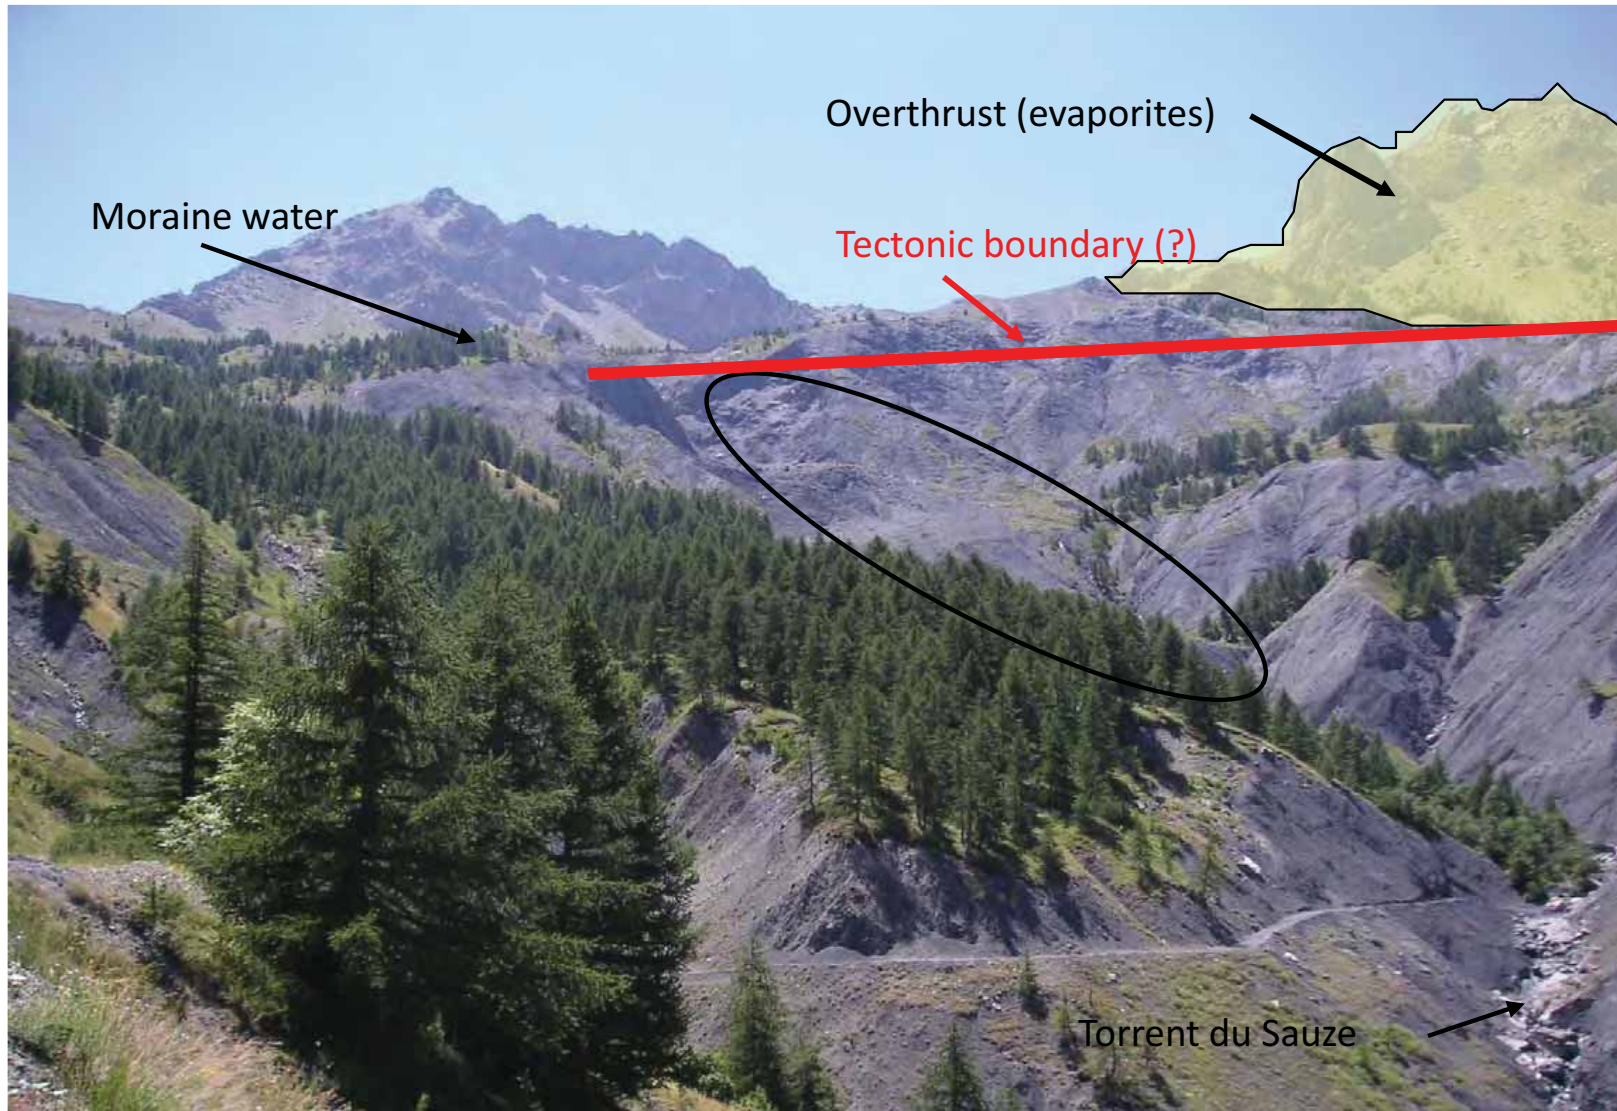 Overthrust (evaporites)
Moraine water
Tectonic boundary (?)
Torrent du Sauze